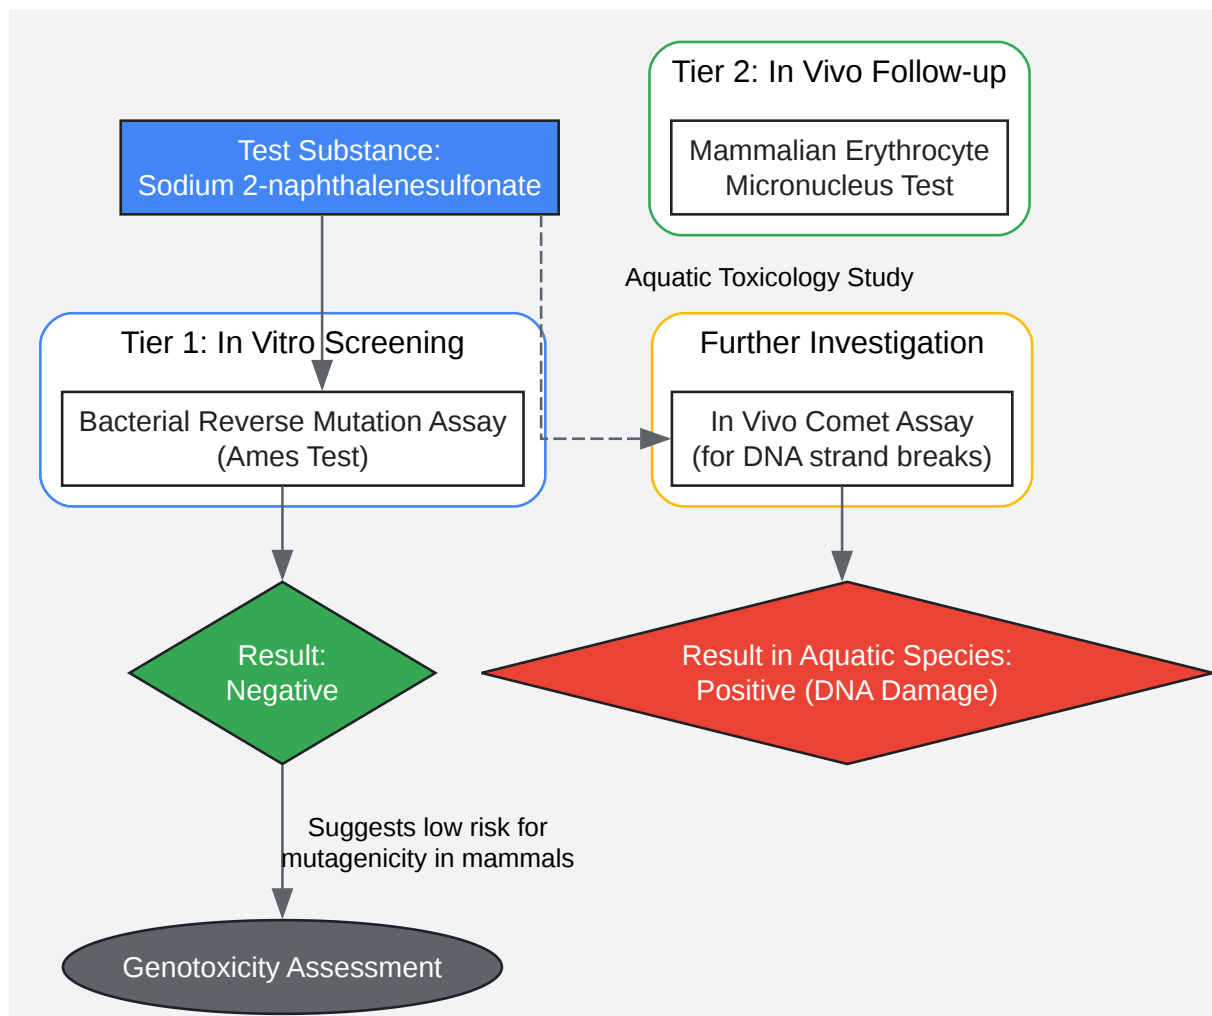 Tier 2: In Vivo Follow-up
Test Substance:
Sodium 2-naphthalenesulfonate
Mammalian Erythrocyte
Micronucleus Test
Aquatic Toxicology Study
Tier 1: In Vitro Screening
Further Investigation
Bacterial Reverse Mutation Assay
(Ames Test)
In Vivo Comet Assay
(for DNA strand breaks)
Result:
Negative
Result in Aquatic Species:
Positive (DNA Damage)
Suggests low risk for
mutagenicity in mammals
Genotoxicity Assessment